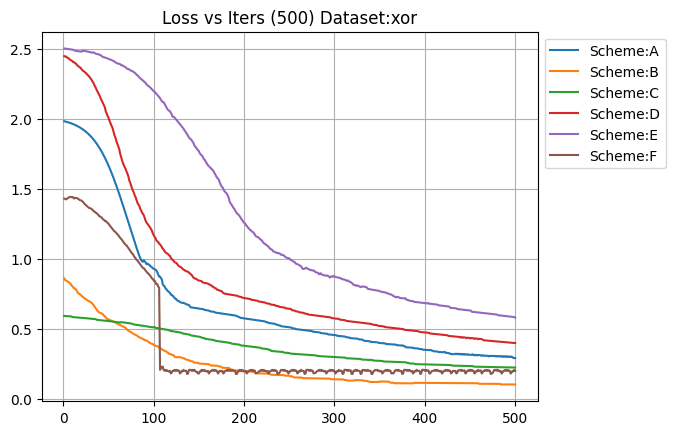 Loss vs Iters (500) Dataset:xor
2.5
2.0
1.5
1.0
0.5
0.0
0
100
200
300
400
500
Scheme:A
Scheme:B
Scheme:C
Scheme:D
Scheme:E
Scheme:F